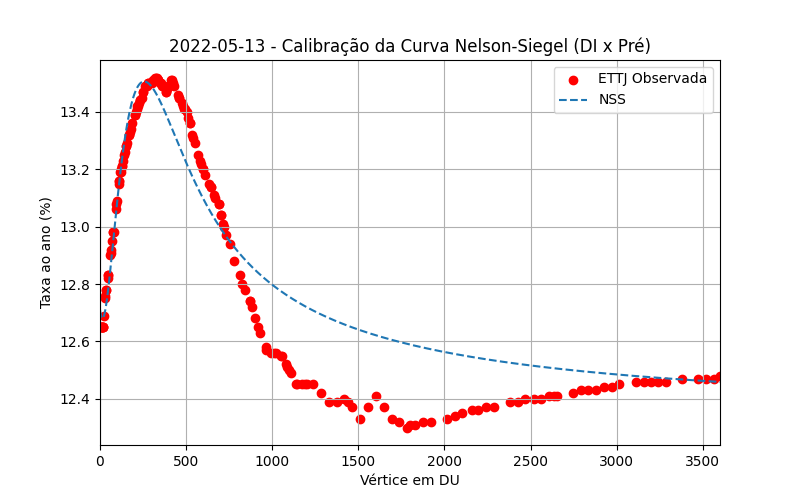 2022-05-13 - Calibração da Curva Nelson-Siegel (DI x Pré)
ETTJ Observada
NSS
Taxa ao ano (%)
13.4
13.2
13.0
12.8
12.6
12.4
0 500 1000 1500 2000 2500 3000 3500
Vértice em DU